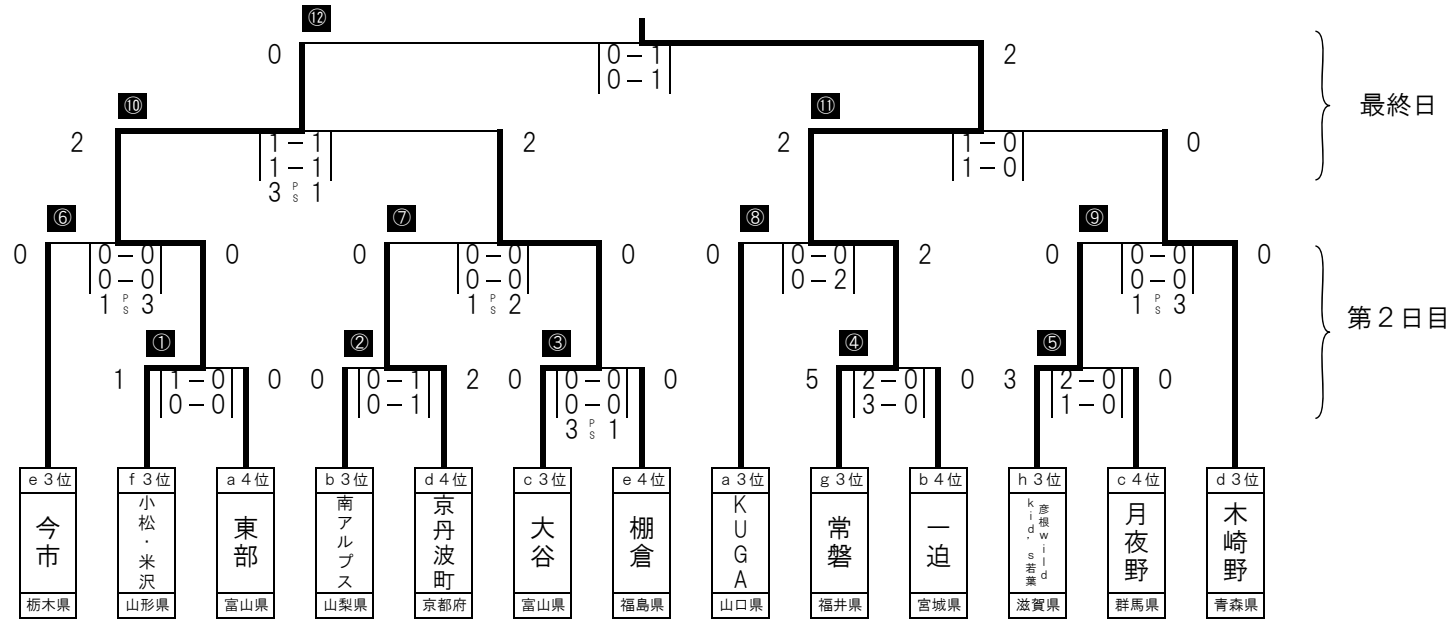 ⑫
0 0－1 2
0－1
最終日
⑩ ⑪
2 1－1 2 2 1－0 0
1－1 1－0
3 PS 1
⑥ ⑦ ⑧ ⑨
0 0－0 0 0 0－0 0 0 0－0 2 0 0－0 0
0－0 0－0 0－2 0－0
1 PS 3 1 PS 2 1 PS 3
第２日目
① ② ③ ④ ⑤
1 1－0 0 0 0－1 2 0 0－0 0 5 2－0 0 3 2－0 0
0－0 0－1 0－0 3－0 1－0
3 PS 1
ｅ３位 ｆ３位 ａ４位 ｂ３位 ｄ４位 ｃ３位 ｅ４位 ａ３位 ｇ３位 ｂ４位 ｈ３位 ｃ４位 ｄ３位
今市 小松・米沢 東部 南アルプス 京丹波町 大谷 棚倉 ＫＵＧＡ 常磐 一迫 彦根ｗｉｌｄｋｉｄ'ｓ若葉 月夜野 木崎野
栃木県 山形県 富山県 山梨県 京都府 富山県 福島県 山口県 福井県 宮城県 滋賀県 群馬県 青森県